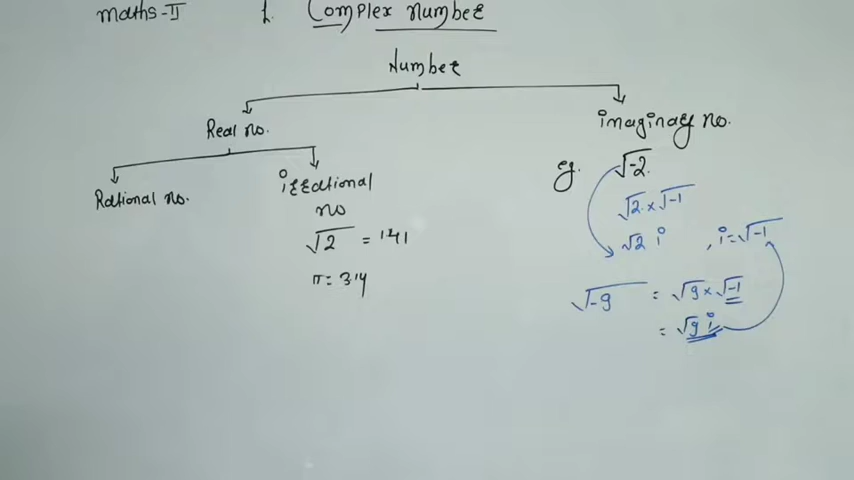 Maths-II 1. Complex Number
Number
Real no.
imaginary no.
Rational no.
irrational
no
√2 = 1.41
π = 3.14
eg. √-2
√2 × √-1
√2 i , i = √-1
√-9 = √9 × √-1
= √9 i